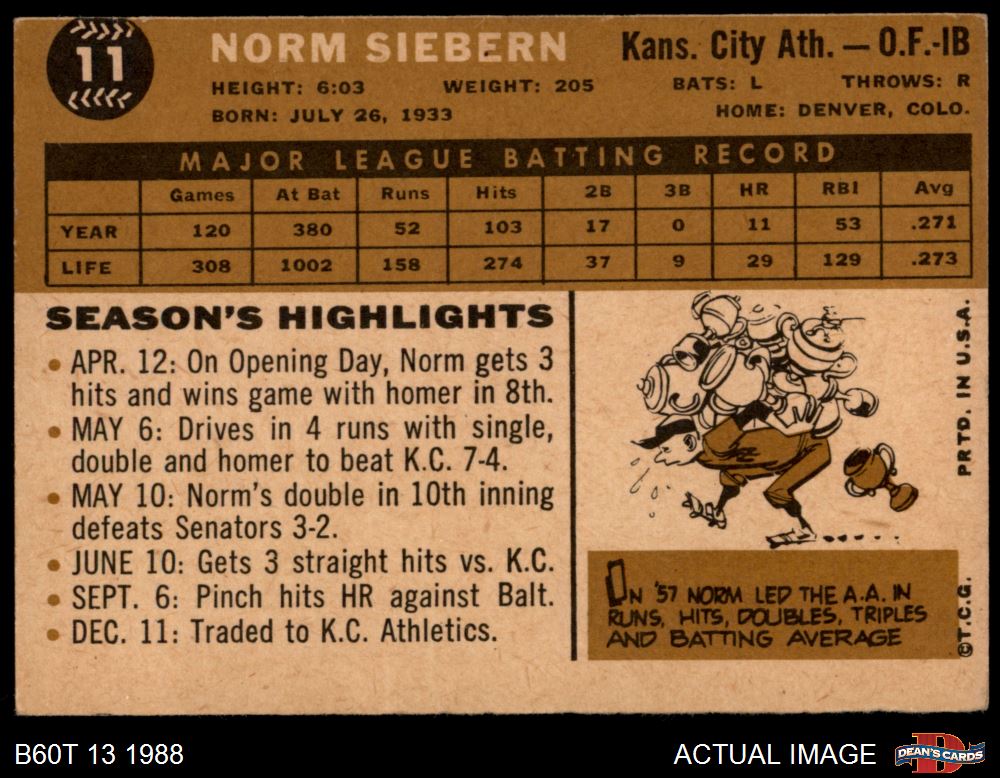 11
NORM SIEBERN
Kans. City Ath. — O.F.-1B
HEIGHT: 6:03 WEIGHT: 205 BATS: L THROWS: R
BORN: JULY 26, 1933 HOME: DENVER, COLO.
MAJOR LEAGUE BATTING RECORD
Games At Bat Runs Hits 2B 3B HR RBI Avg
YEAR 120 380 52 103 17 0 11 53 .271
LIFE 308 1002 158 274 37 9 29 129 .273
SEASON'S HIGHLIGHTS
• APR. 12: On Opening Day, Norm gets 3
hits and wins game with homer in 8th.
• MAY 6: Drives in 4 runs with single,
double and homer to beat K.C. 7-4.
• MAY 10: Norm's double in 10th inning
defeats Senators 3-2.
• JUNE 10: Gets 3 straight hits vs. K.C.
• SEPT. 6: Pinch hits HR against Balt.
• DEC. 11: Traded to K.C. Athletics.
ON '57 NORM LED THE A.A. IN
RUNS, HITS, DOUBLES, TRIPLES
AND BATTING AVERAGE
PRTD. IN U.S.A.
©T.C.G.
B60T 13 1988
ACTUAL IMAGE
DEAN'S CARDS